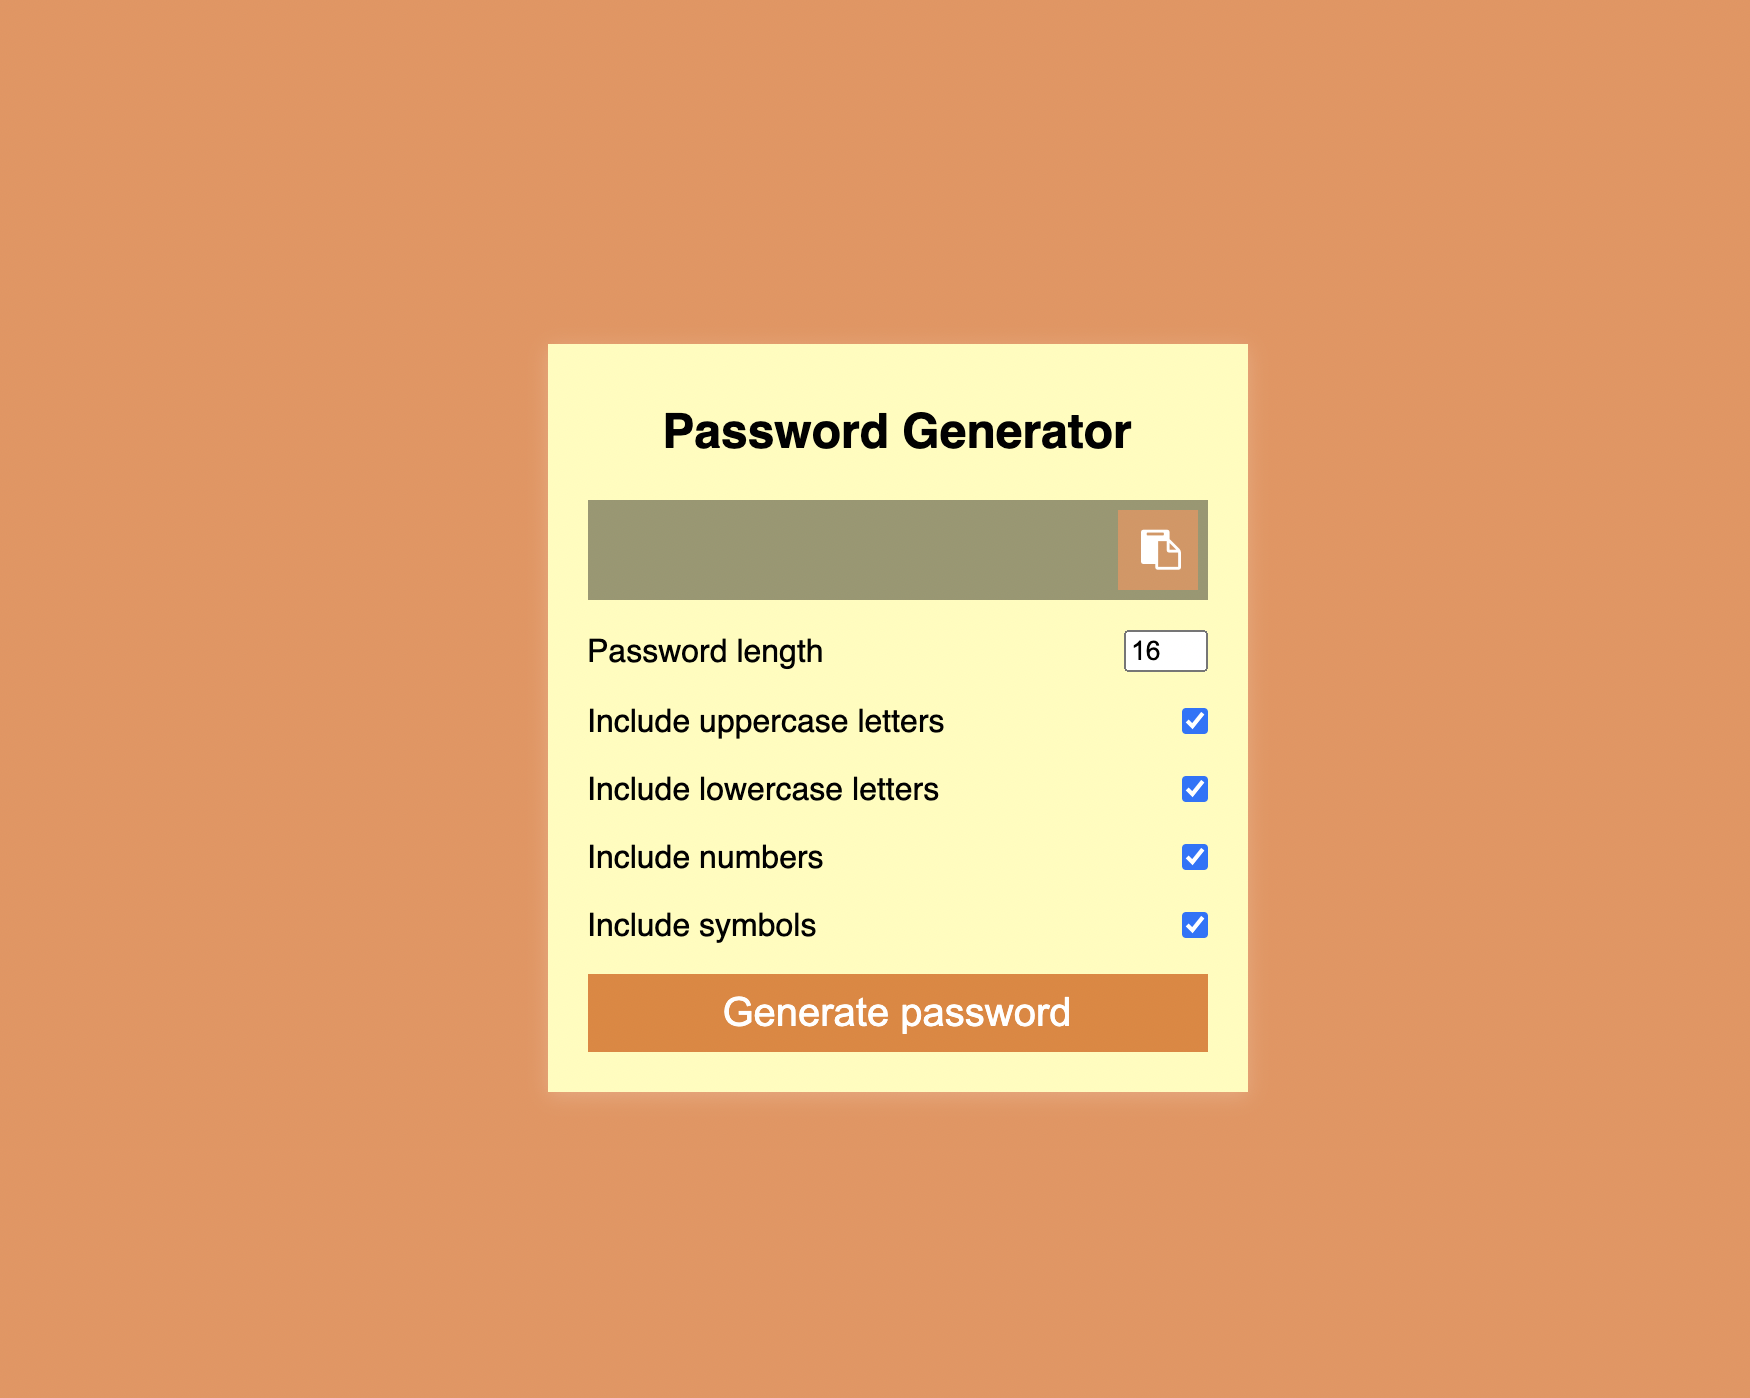 Password Generator
Password length 16
Include uppercase letters
Include lowercase letters
Include numbers
Include symbols
Generate password